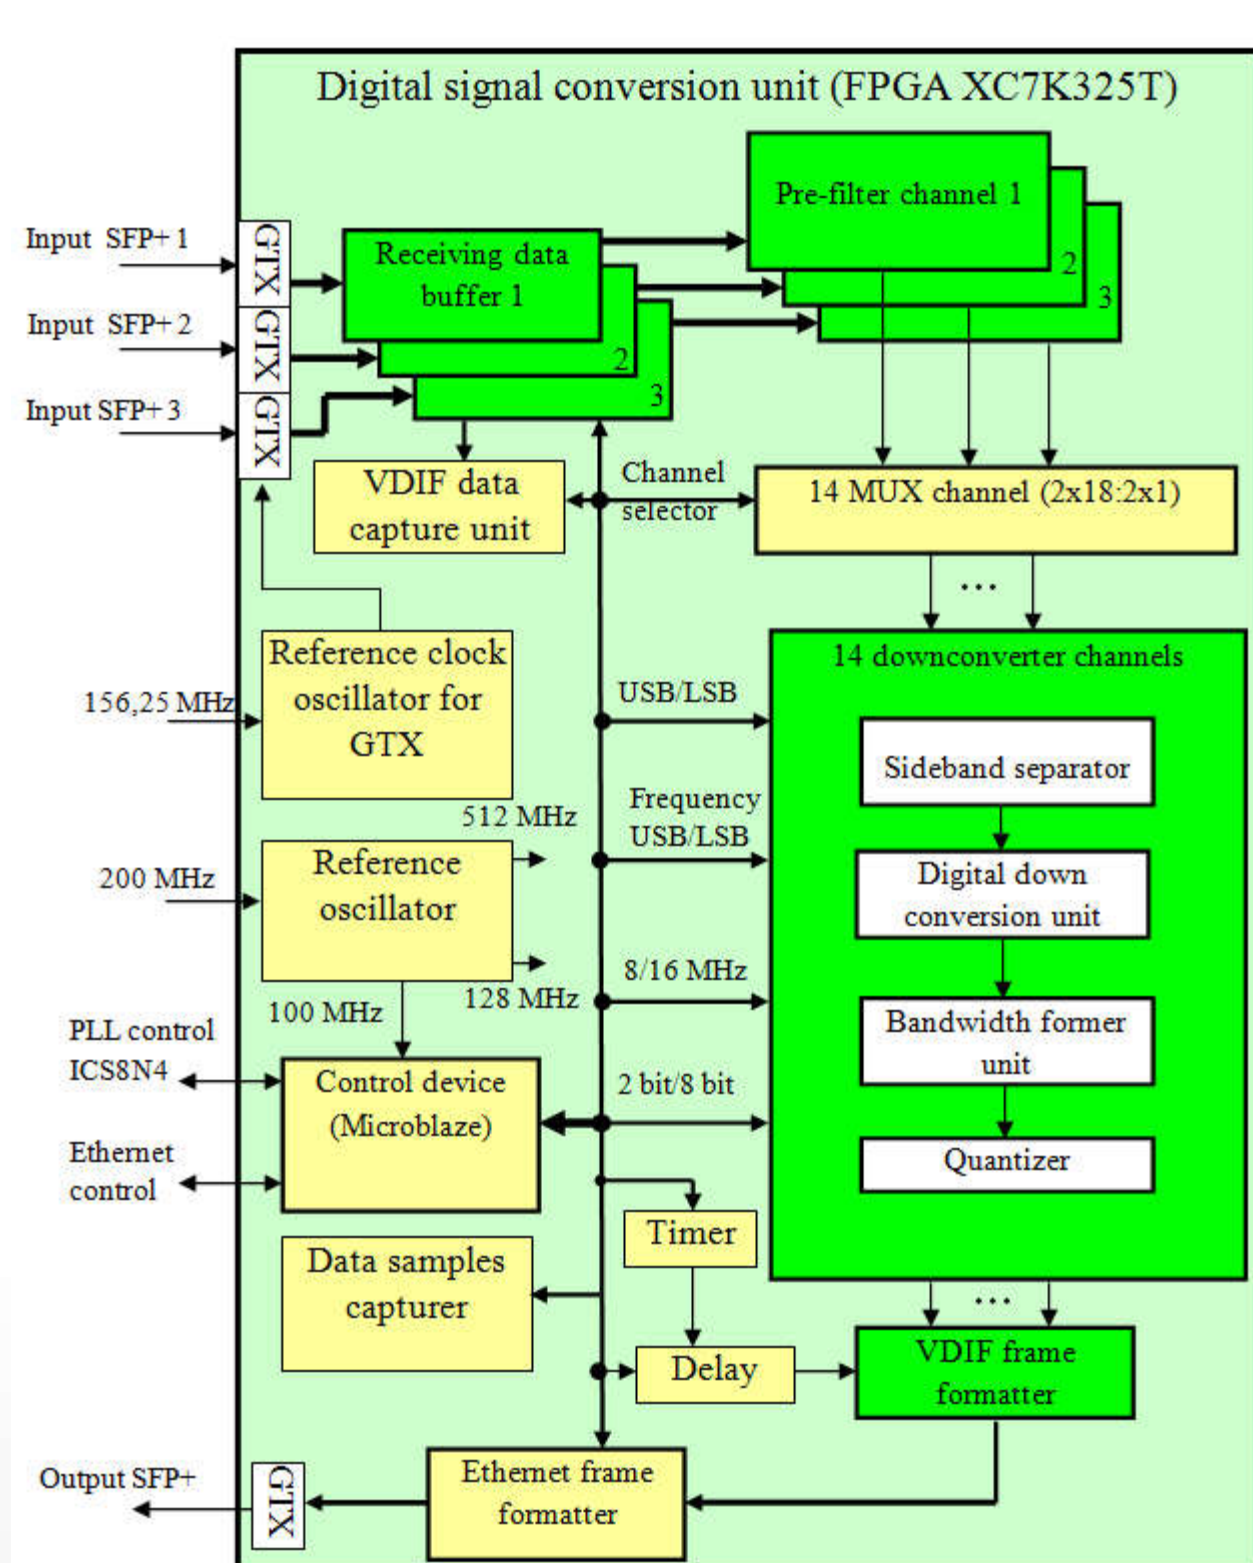 Digital signal conversion unit (FPGA XC7K325T)
Pre-filter channel 1
2
3
Input SFP+ 1
Input SFP+ 2
Input SFP+ 3
GTX
GTX
GTX
Receiving data
buffer 1
2
3
VDIF data
capture unit
Channel
selector
14 MUX channel (2x18:2x1)
...
Reference clock
oscillator for
GTX
156,25 MHz
14 downconverter channels
USB/LSB
Sideband separator
Frequency
USB/LSB
512 MHz
Reference
oscillator
200 MHz
Digital down
conversion unit
8/16 MHz
128 MHz
100 MHz
Bandwidth former
unit
PLL control
ICS8N4
Control device
(Microblaze)
2 bit/8 bit
Ethernet
control
Quantizer
Timer
Data samples
capturer
...
Delay
VDIF frame
formatter
Output SFP+
GTX
Ethernet frame
formatter